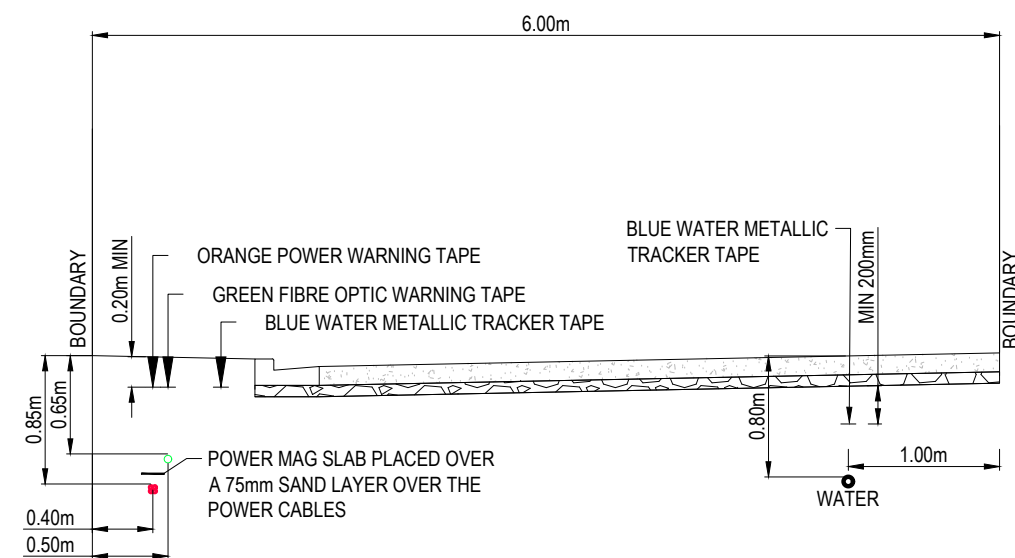 6.00m
BLUE WATER METALLIC
TRACKER TAPE
ORANGE POWER WARNING TAPE
GREEN FIBRE OPTIC WARNING TAPE
BLUE WATER METALLIC TRACKER TAPE
BOUNDARY
0.20m MIN
MIN 200mm
BOUNDARY
0.85m
0.65m
0.80m
1.00m
POWER MAG SLAB PLACED OVER
A 75mm SAND LAYER OVER THE
POWER CABLES
WATER
0.40m
0.50m